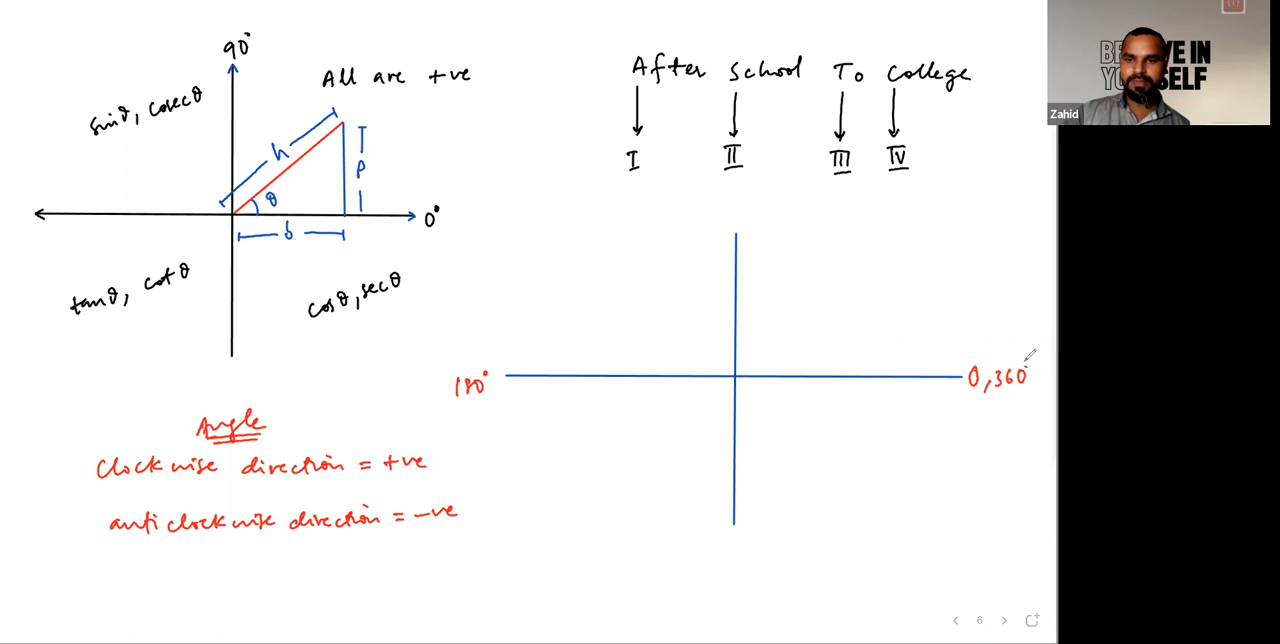 90°
All are +ve
sinθ, cosecθ
h
P
θ
b
0°
tanθ, cotθ
cosθ, secθ
After School To College
I II III IV
180°
0, 360°
Angle
Clockwise direction = +ve
anticlockwise direction = -ve
Zahid
6